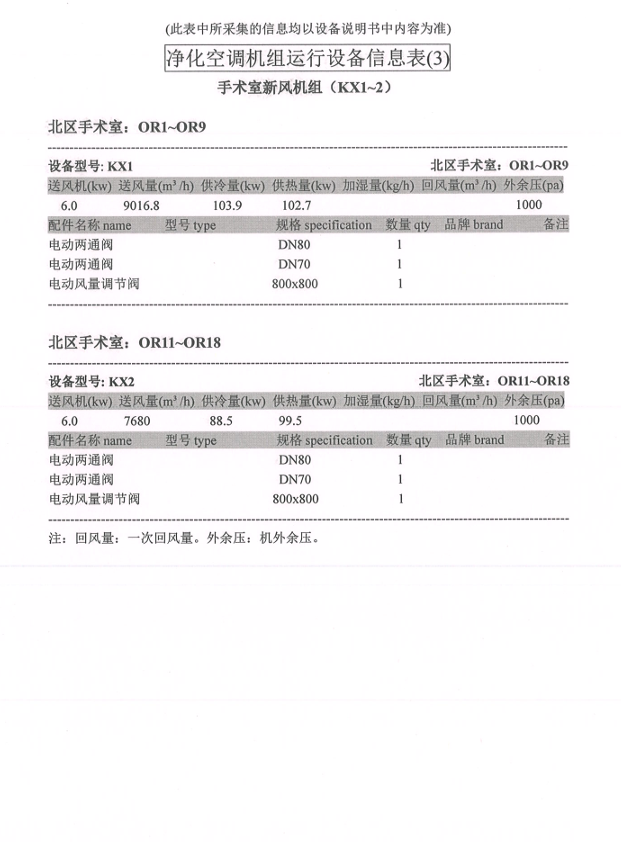 (此表中所采集的信息均以设备说明书中内容为准)
净化空调机组运行设备信息表(3)
手术室新风机组（KX1~2）
北区手术室：OR1~OR9
设备型号: KX1 北区手术室：OR1~OR9
送风机(kw) 送风量(m³/h) 供冷量(kw) 供热量(kw) 加湿量(kg/h) 回风量(m³/h) 外余压(pa)
6.0 9016.8 103.9 102.7 1000
配件名称 name 型号 type 规格 specification 数量 qty 品牌 brand 备注
电动两通阀 DN80 1
电动两通阀 DN70 1
电动风量调节阀 800x800 1
北区手术室：OR11~OR18
设备型号: KX2 北区手术室：OR11~OR18
送风机(kw) 送风量(m³/h) 供冷量(kw) 供热量(kw) 加湿量(kg/h) 回风量(m³/h) 外余压(pa)
6.0 7680 88.5 99.5 1000
配件名称 name 型号 type 规格 specification 数量 qty 品牌 brand 备注
电动两通阀 DN80 1
电动两通阀 DN70 1
电动风量调节阀 800x800 1
注：回风量：一次回风量。外余压：机外余压。